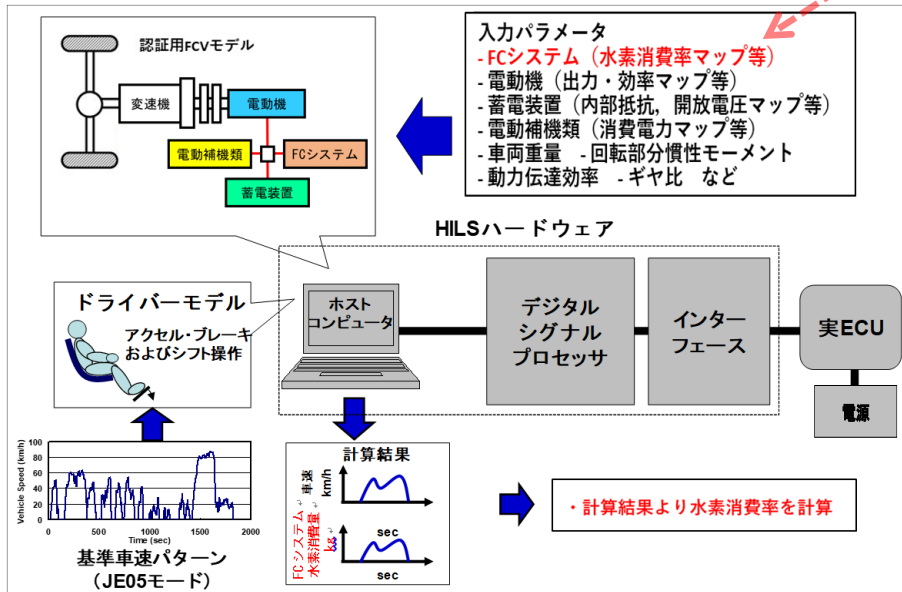 認証用FCVモデル
変速機
電動機
電動補機類
FCシステム
蓄電装置
入力パラメータ
- FCシステム（水素消費率マップ等）
- 電動機（出力・効率マップ等）
- 蓄電装置（内部抵抗，開放電圧マップ等）
- 電動補機類（消費電力マップ等）
- 車両重量 - 回転部分慣性モーメント
- 動力伝達効率 - ギヤ比 など
HILSハードウェア
ドライバーモデル
アクセル・ブレーキ
およびシフト操作
ホスト
コンピュータ
デジタル
シグナル
プロセッサ
インター
フェース
実ECU
電源
Vehicle Speed (km/h)
100
80
60
40
20
0
0
500
1000
1500
2000
Time (sec)
基準車速パターン
（JE05モード）
計算結果
車速
km/h
sec
FCシステム
水素消費量
kg
sec
・計算結果より水素消費率を計算